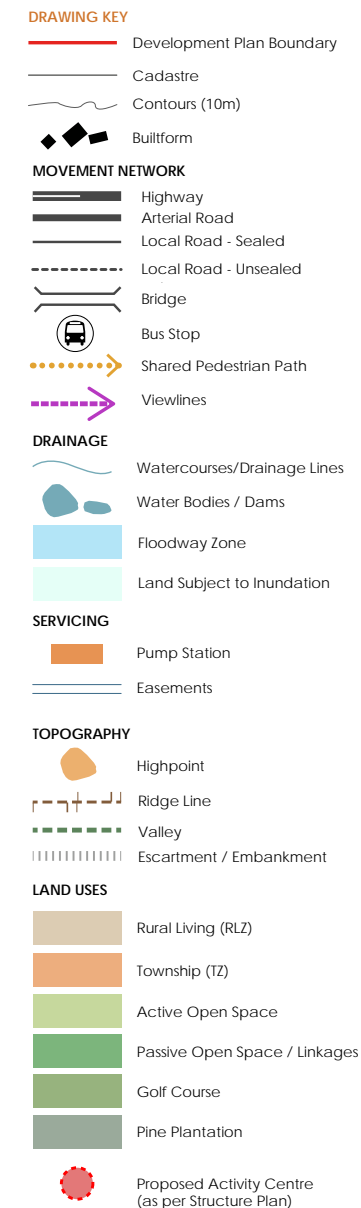 DRAWING KEY
Development Plan Boundary
Cadastre
Contours (10m)
Builtform
MOVEMENT NETWORK
Highway
Arterial Road
Local Road - Sealed
Local Road - Unsealed
Bridge
Bus Stop
Shared Pedestrian Path
Viewlines
DRAINAGE
Watercourses/Drainage Lines
Water Bodies / Dams
Floodway Zone
Land Subject to Inundation
SERVICING
Pump Station
Easements
TOPOGRAPHY
Highpoint
Ridge Line
Valley
Escartment / Embankment
LAND USES
Rural Living (RLZ)
Township (TZ)
Active Open Space
Passive Open Space / Linkages
Golf Course
Pine Plantation
Proposed Activity Centre
(as per Structure Plan)